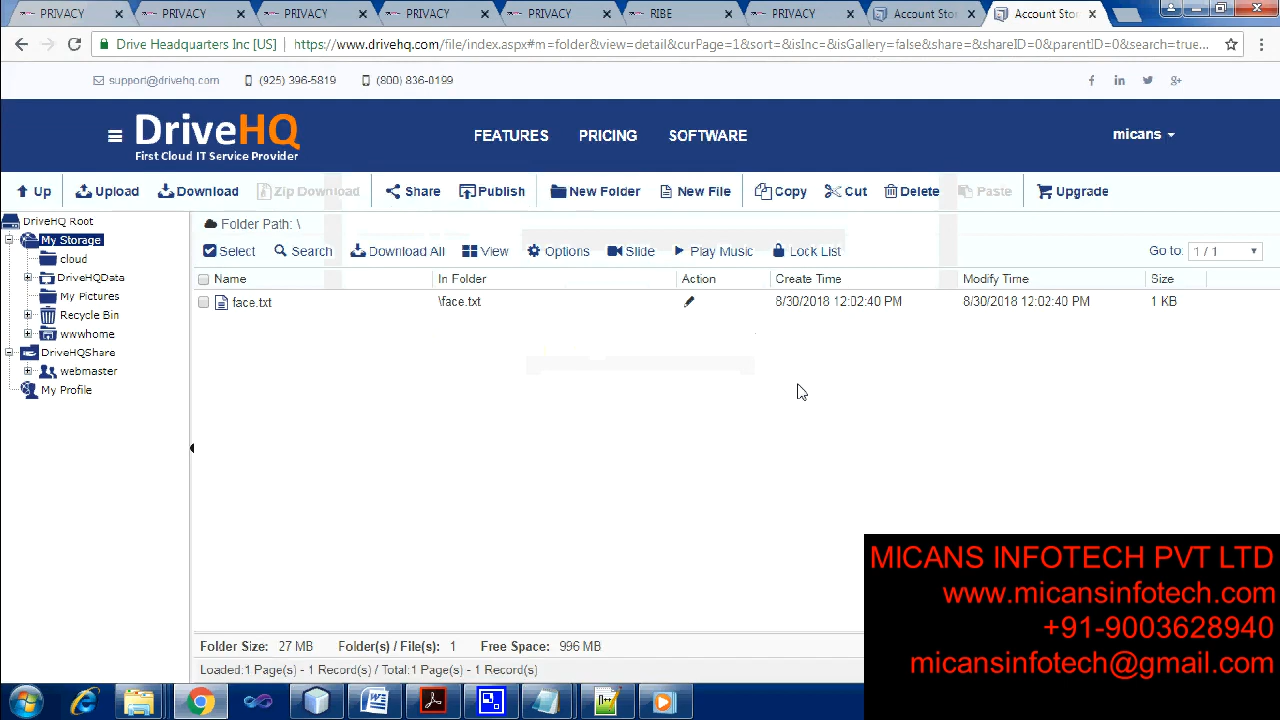 PRIVACY PRIVACY PRIVACY PRIVACY PRIVACY RIBE PRIVACY Account Sto Account Sto
Drive Headquarters Inc [US] https://www.drivehq.com/file/index.aspx#m=folder&view=detail&curPage=1&sort=&isInc=&isGallery=false&share=&shareID=0&parentID=0&search=true...
support@drivehq.com (925) 396-5819 (800) 836-0199
DriveHQ
First Cloud IT Service Provider
FEATURES PRICING SOFTWARE micans
Up Upload Download Zip Download Share Publish New Folder New File Copy Cut Delete Paste Upgrade
DriveHQ Root
My Storage
cloud
DriveHQData
My Pictures
Recycle Bin
wwwhome
DriveHQShare
webmaster
My Profile
Folder Path: \
Select Search Download All View Options Slide Play Music Lock List Go to: 1 / 1
Name In Folder Action Create Time Modify Time Size
face.txt \face.txt 8/30/2018 12:02:40 PM 8/30/2018 12:02:40 PM 1 KB
Folder Size: 27 MB Folder(s) / File(s): 1 Free Space: 996 MB
Loaded:1 Page(s) - 1 Record(s) / Total:1 Page(s) - 1 Record(s)
MICANS INFOTECH PVT LTD
www.micansinfotech.com
+91-9003628940
micansinfotech@gmail.com